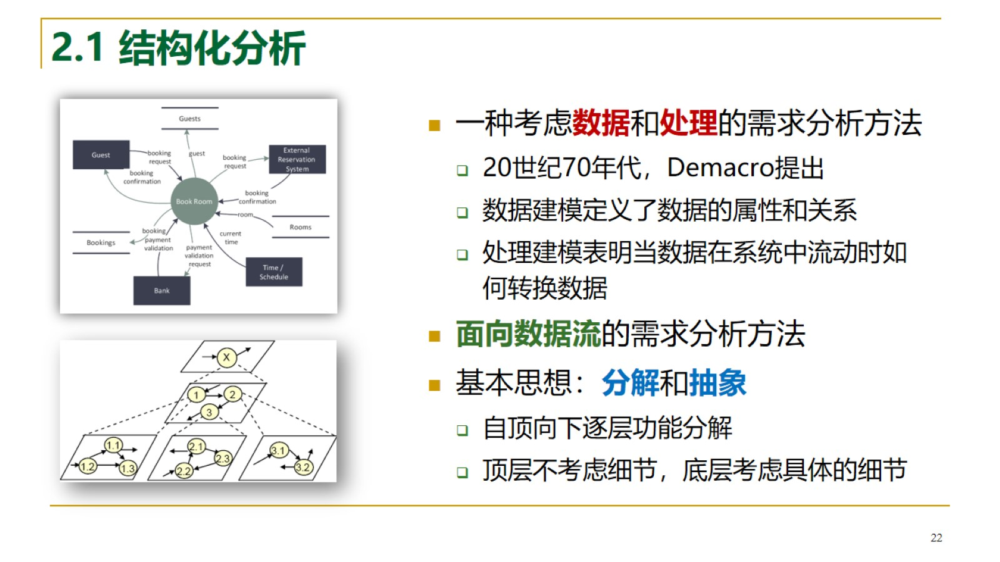 2.1 结构化分析
Guests
Guest
booking
request
guest
booking
request
External
Reservation
System
booking
confirmation
Book Room
booking
confirmation
room
Rooms
Bookings
booking
payment
validation
payment
validation
request
current
time
Time /
Schedule
Bank
X
1
2
3
1.1
1.2
1.3
2.1
2.2
2.3
3.1
3.2
一种考虑数据和处理的需求分析方法
20世纪70年代，Demacro提出
数据建模定义了数据的属性和关系
处理建模表明当数据在系统中流动时如
何转换数据
面向数据流的需求分析方法
基本思想：分解和抽象
自顶向下逐层功能分解
顶层不考虑细节，底层考虑具体的细节
22